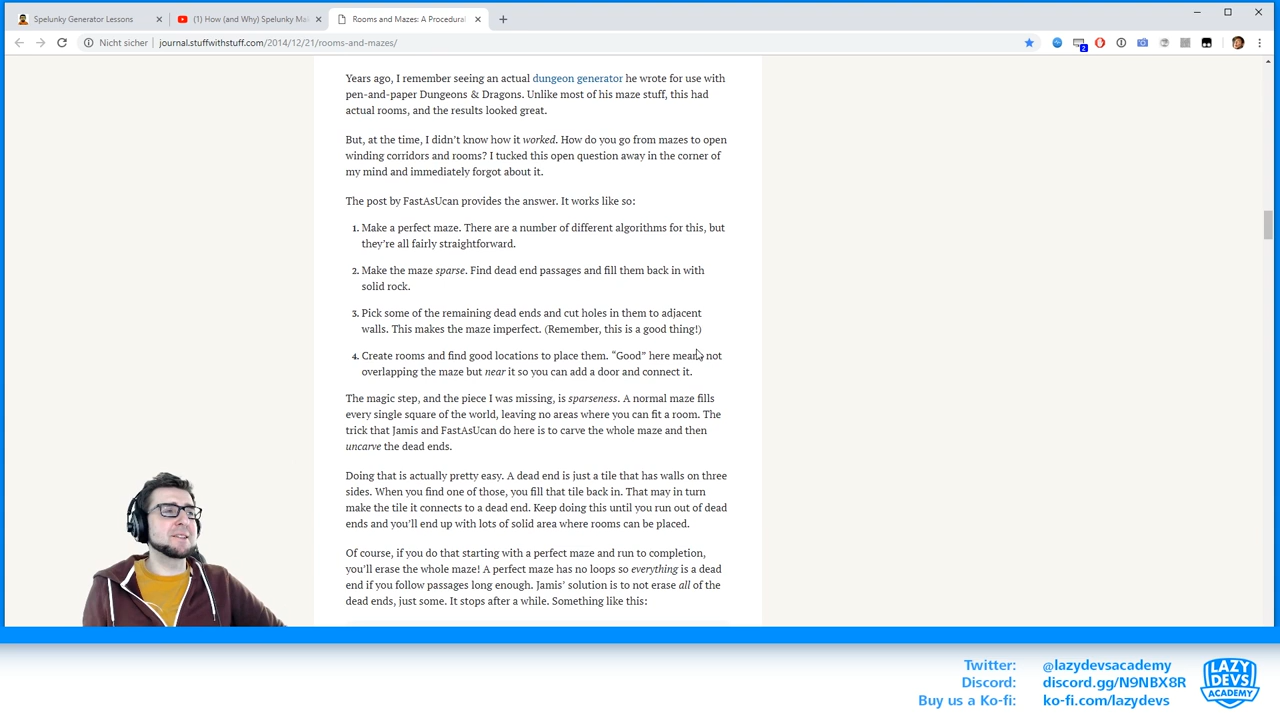 Spelunky Generator Lessons
(1) How (and Why) Spelunky Ma
Rooms and Mazes: A Procedural
Nicht sicher
journal.stuffwithstuff.com/2014/12/21/rooms-and-mazes/
2
Years ago, I remember seeing an actual dungeon generator he wrote for use with
pen-and-paper Dungeons & Dragons. Unlike most of his maze stuff, this had
actual rooms, and the results looked great.
But, at the time, I didn’t know how it worked. How do you go from mazes to open
winding corridors and rooms? I tucked this open question away in the corner of
my mind and immediately forgot about it.
The post by FastAsUcan provides the answer. It works like so:
1. Make a perfect maze. There are a number of different algorithms for this, but
they’re all fairly straightforward.
2. Make the maze sparse. Find dead end passages and fill them back in with
solid rock.
3. Pick some of the remaining dead ends and cut holes in them to adjacent
walls. This makes the maze imperfect. (Remember, this is a good thing!)
4. Create rooms and find good locations to place them. “Good” here means not
overlapping the maze but near it so you can add a door and connect it.
The magic step, and the piece I was missing, is sparseness. A normal maze fills
every single square of the world, leaving no areas where you can fit a room. The
trick that Jamis and FastAsUcan do here is to carve the whole maze and then
uncarve the dead ends.
Doing that is actually pretty easy. A dead end is just a tile that has walls on three
sides. When you find one of those, you fill that tile back in. That may in turn
make the tile it connects to a dead end. Keep doing this until you run out of dead
ends and you’ll end up with lots of solid area where rooms can be placed.
Of course, if you do that starting with a perfect maze and run to completion,
you’ll erase the whole maze! A perfect maze has no loops so everything is a dead
end if you follow passages long enough. Jamis’ solution is to not erase all of the
dead ends, just some. It stops after a while. Something like this:
Twitter: @lazydevsacademy
Discord: discord.gg/N9NBX8R
Buy us a Ko-fi: ko-fi.com/lazydevs
LAZY
DEVS
ACADEMY